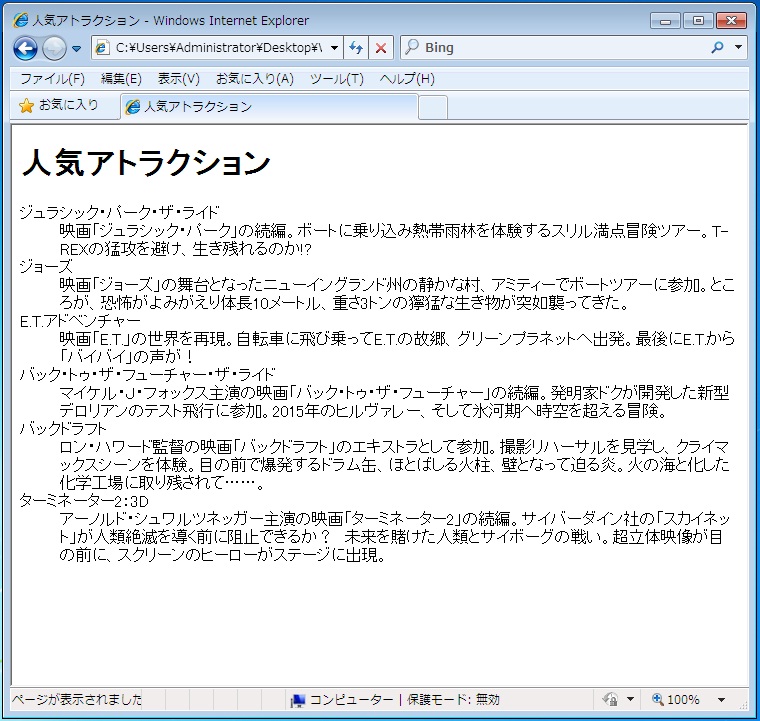 人気アトラクション - Windows Internet Explorer
C:¥Users¥Administrator¥Desktop¥
Bing
ファイル(F) 編集(E) 表示(V) お気に入り(A) ツール(T) ヘルプ(H)
お気に入り 人気アトラクション
人気アトラクション
ジュラシック・パーク・ザ・ライド
映画「ジュラシック・パーク」の続編。ボートに乗り込み熱帯雨林を体験するスリル満点冒険ツアー。T-
REXの猛攻を避け、生き残れるのか!?
ジョーズ
映画「ジョーズ」の舞台となったニューイングランド州の静かな村、アミティーでボートツアーに参加。とこ
ろが、恐怖がよみがえり体長10メートル、重さ3トンの獰猛な生き物が突如襲ってきた。
E.T.アドベンチャー
映画「E.T.」の世界を再現。自転車に飛び乗ってE.T.の故郷、グリーンプラネットへ出発。最後にE.T.から
「バイバイ」の声が！
バック・トゥ・ザ・フューチャー・ザ・ライド
マイケル・J・フォックス主演の映画「バック・トゥ・ザ・フューチャー」の続編。発明家ドクが開発した新型
デロリアンのテスト飛行に参加。2015年のヒルヴァレー、そして氷河期へ時空を超える冒険。
バックドラフト
ロン・ハワード監督の映画「バックドラフト」のエキストラとして参加。撮影リハーサルを見学し、クライマ
ックスシーンを体験。目の前で爆発するドラム缶、ほとばしる火柱、壁となって迫る炎。火の海と化した
化学工場に取り残されて……。
ターミネーター2：3D
アーノルド・シュワルツネッガー主演の映画「ターミネーター2」の続編。サイバーダイン社の「スカイネッ
ト」が人類絶滅を導く前に阻止できるか？　未来を賭けた人類とサイボーグの戦い。超立体映像が目
の前に、スクリーンのヒーローがステージに出現。
ページが表示されました コンピューター | 保護モード: 無効 100%